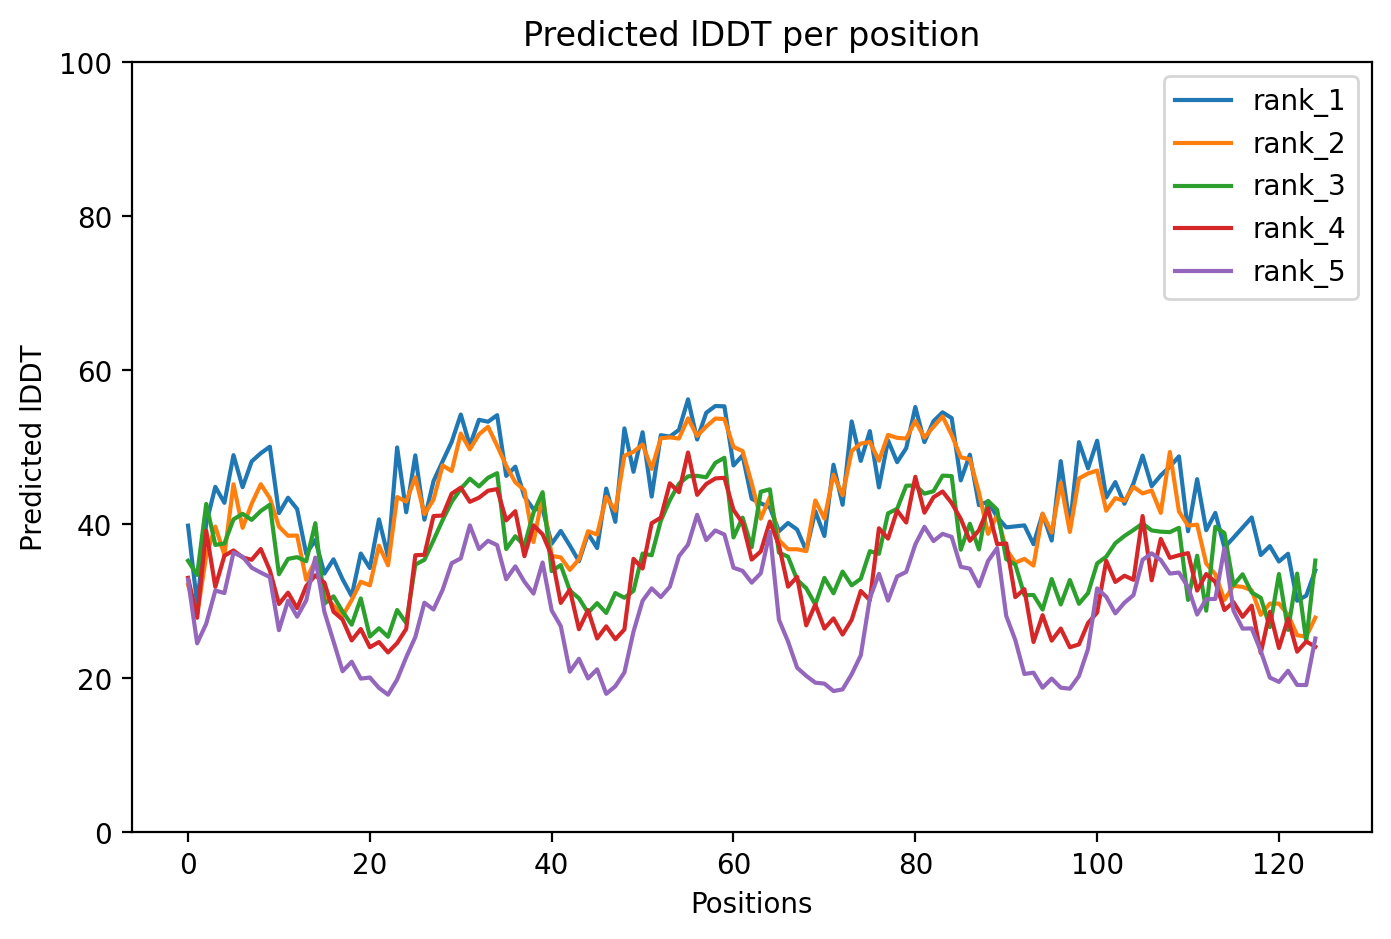 Predicted lDDT per position
100
80
60
40
20
0
Predicted lDDT
0 20 40 60 80 100 120
Positions
rank_1
rank_2
rank_3
rank_4
rank_5